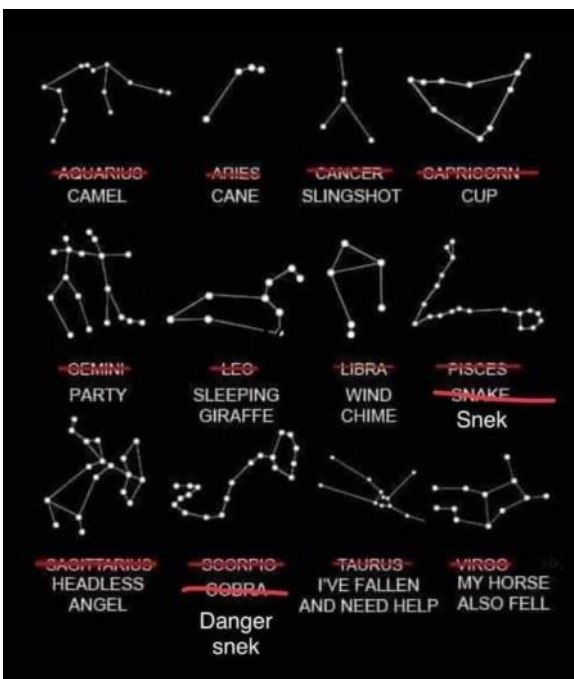 AQUARIUS ARIES CANCER CAPRICORN
CAMEL CANE SLINGSHOT CUP
GEMINI LEO LIBRA PISCES
PARTY SLEEPING WIND SNAKE
GIRAFFE CHIME Snek
SAGITTARIUS SCORPIO TAURUS VIRGO
HEADLESS COBRA I'VE FALLEN MY HORSE
ANGEL AND NEED HELP ALSO FELL
Danger
snek